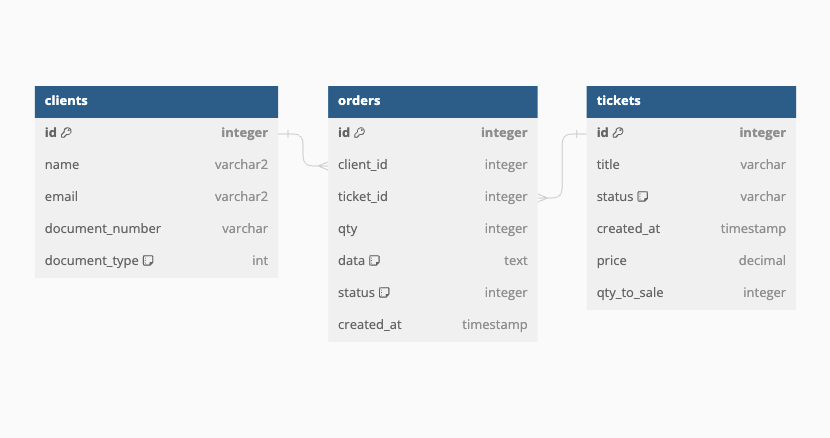 clients
id integer
name varchar2
email varchar2
document_number varchar
document_type int
orders
id integer
client_id integer
ticket_id integer
qty integer
data text
status integer
created_at timestamp
tickets
id integer
title varchar
status varchar
created_at timestamp
price decimal
qty_to_sale integer